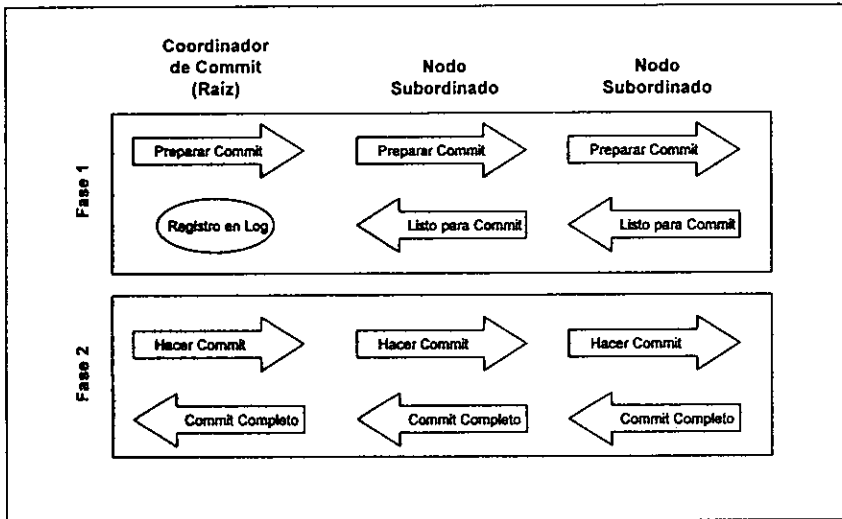 Coordinador
de Commit
(Raíz)
Nodo
Subordinado
Nodo
Subordinado
Fase 1
Preparar Commit
Preparar Commit
Preparar Commit
Registro en Log
Listo para Commit
Listo para Commit
Fase 2
Hacer Commit
Hacer Commit
Hacer Commit
Commit Completo
Commit Completo
Commit Completo